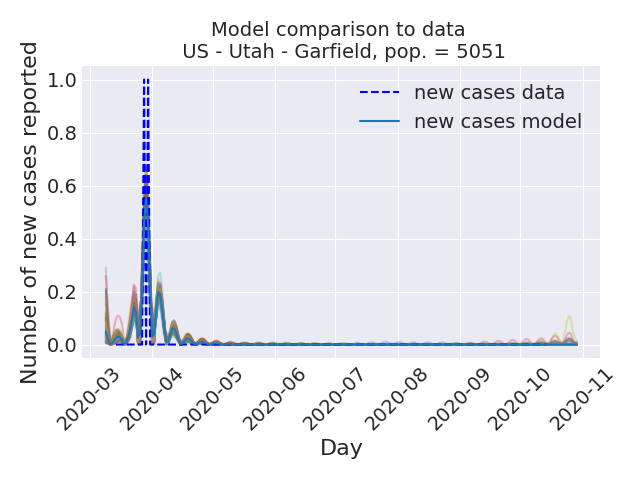 Model comparison to data
US - Utah - Garfield, pop. = 5051
new cases data
new cases model
Number of new cases reported
1.0
0.8
0.6
0.4
0.2
0.0
2020-03
2020-04
2020-05
2020-06
2020-07
2020-08
2020-09
2020-10
2020-11
Day